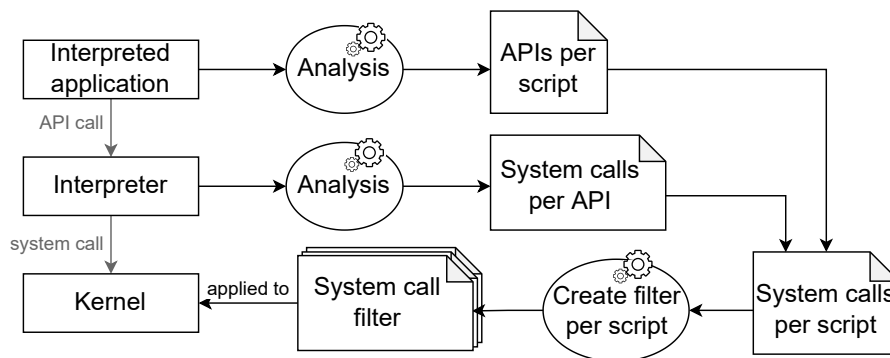 Interpreted
application
Analysis
APIs per
script
API call
Interpreter
Analysis
System calls
per API
system call
Kernel
applied to
System call
filter
Create filter
per script
System calls
per script